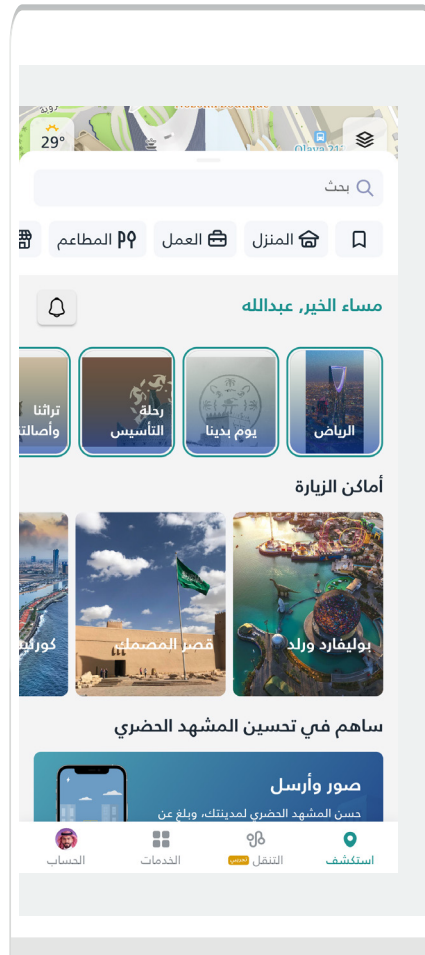 29°
Olaya 21
بحث
المنزل
العمل
المطاعم
مساء الخير, عبدالله
الرياض
يوم بدينا
رحلة
التأسيس
تراثنا
أماكن الزيارة
بوليفارد ورلد
قصر المصمك
ساهم في تحسين المشهد الحضري
صور وأرسل
حسن المشهد الحضري لمدينتك، وبلغ عن
استكشف
التنقل تجريبي
الخدمات
الحساب